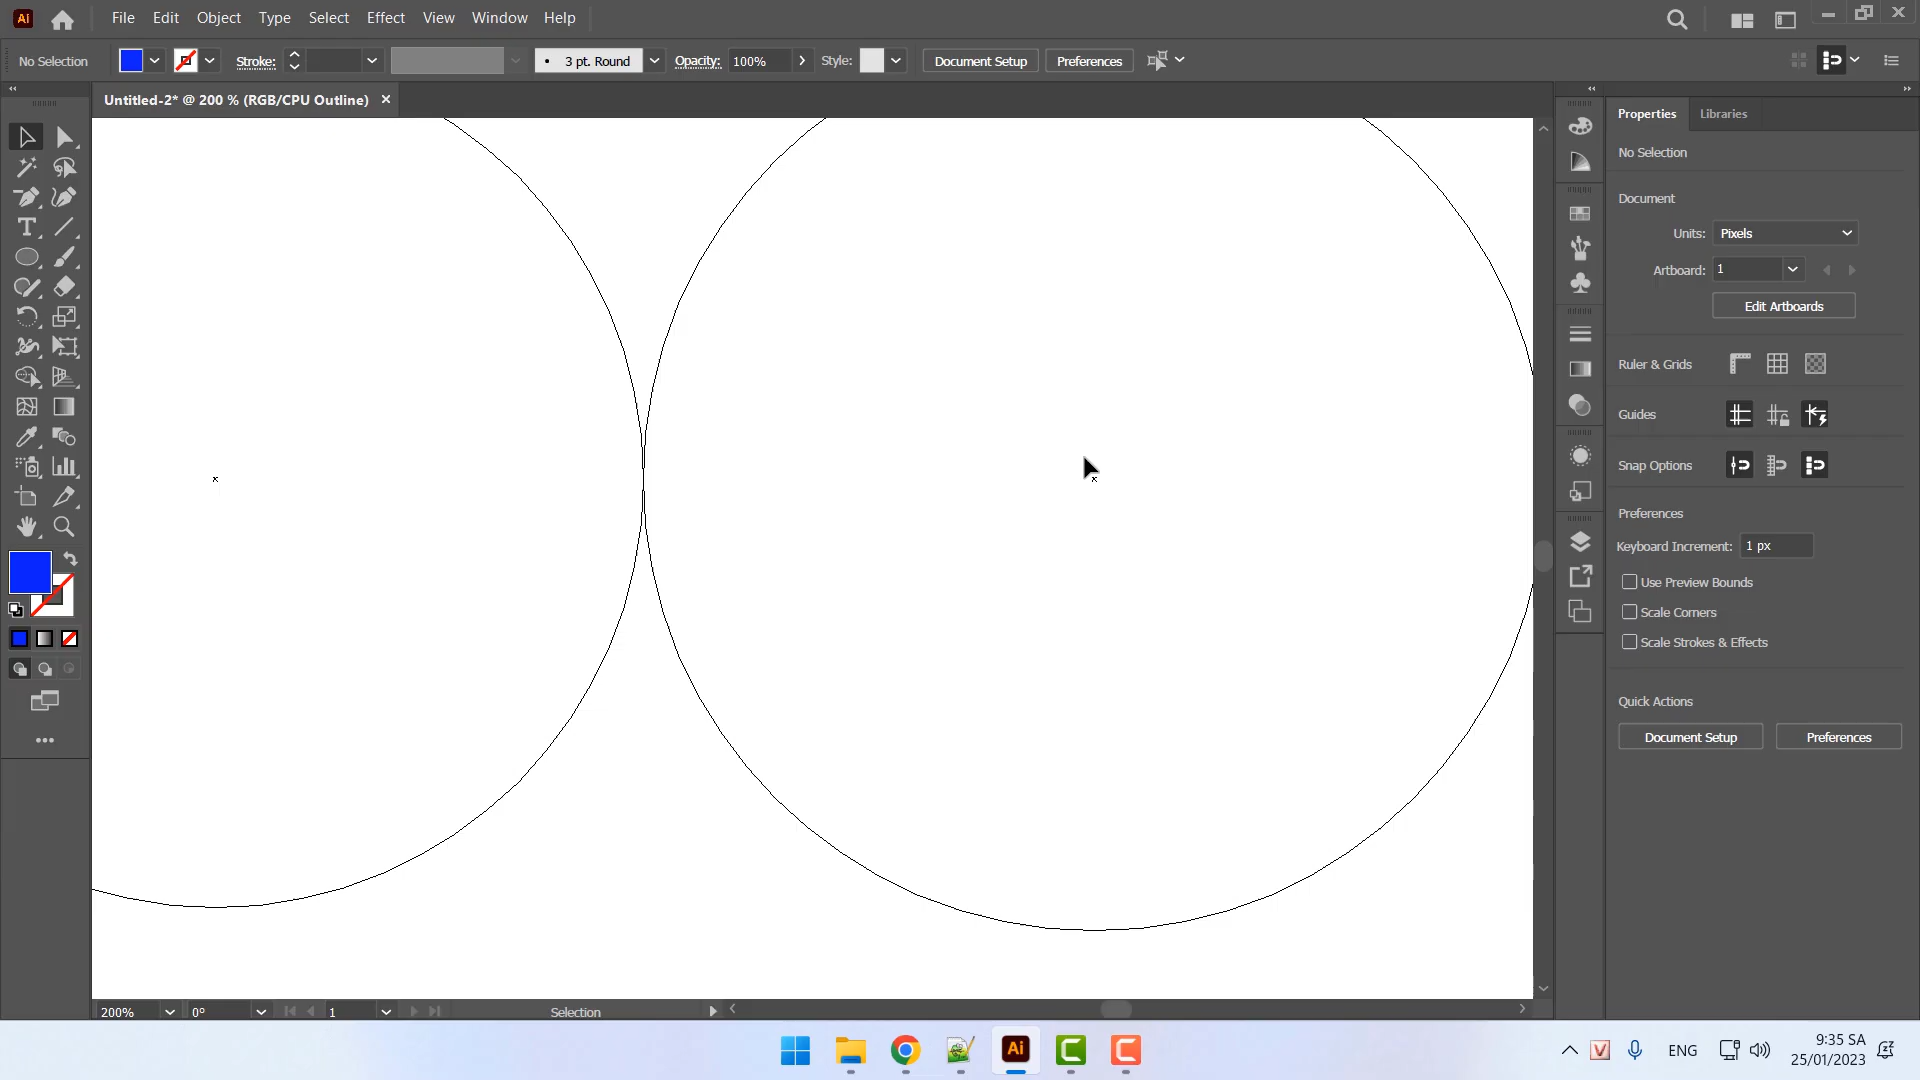 Ai File Edit Object Type Select Effect View Window Help
No Selection Stroke: 3 pt. Round Opacity: 100% Style: Document Setup Preferences
Untitled-2* @ 200 % (RGB/CPU Outline)
Properties Libraries
No Selection
Document
Units: Pixels
Artboard: 1
Edit Artboards
Ruler & Grids
Guides
Snap Options
Preferences
Keyboard Increment: 1 px
Use Preview Bounds
Scale Corners
Scale Strokes & Effects
Quick Actions
Document Setup Preferences
200% 0° 1 Selection
Ai
V ENG
9:35 SA
25/01/2023